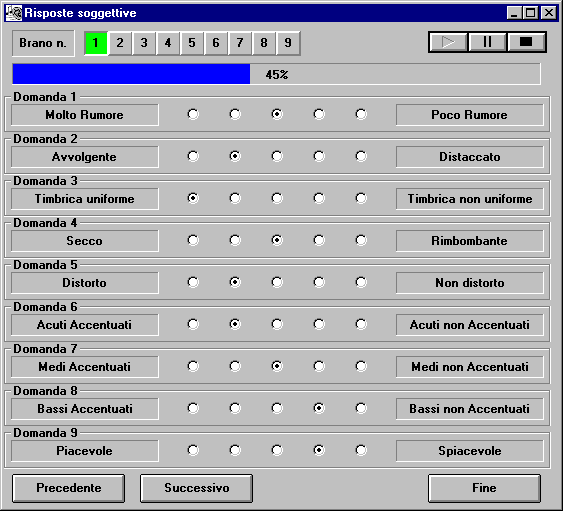 Risposte soggettive
Brano n. 1 2 3 4 5 6 7 8 9
45%
Domanda 1
Molto Rumore Poco Rumore
Domanda 2
Avvolgente Distaccato
Domanda 3
Timbrica uniforme Timbrica non uniforme
Domanda 4
Secco Rimbombante
Domanda 5
Distorto Non distorto
Domanda 6
Acuti Accentuati Acuti non Accentuati
Domanda 7
Medi Accentuati Medi non Accentuati
Domanda 8
Bassi Accentuati Bassi non Accentuati
Domanda 9
Piacevole Spiacevole
Precedente Successivo Fine